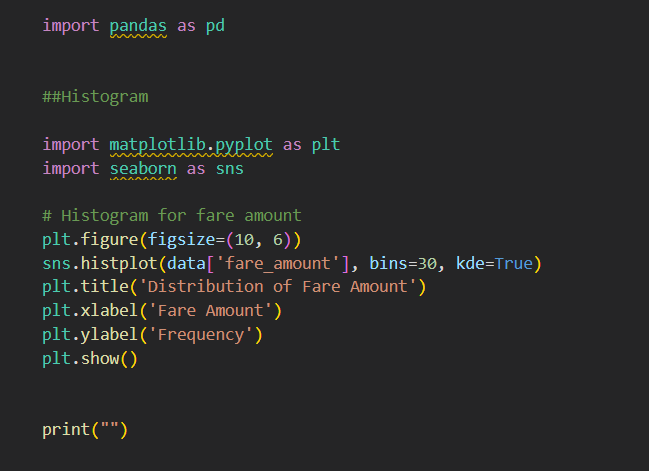 import pandas as pd
##Histogram
import matplotlib.pyplot as plt
import seaborn as sns
# Histogram for fare amount
plt.figure(figsize=(10, 6))
sns.histplot(data['fare_amount'], bins=30, kde=True)
plt.title('Distribution of Fare Amount')
plt.xlabel('Fare Amount')
plt.ylabel('Frequency')
plt.show()
print("")